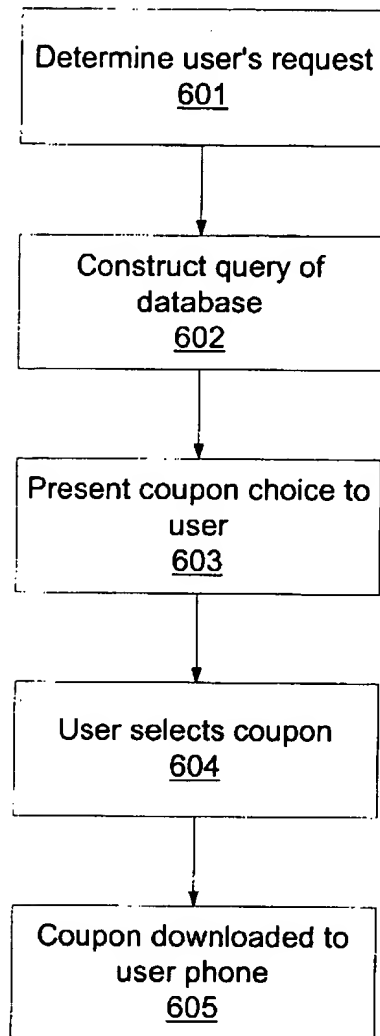 Determine user's request
601
Construct query of
database
602
Present coupon choice to
user
603
User selects coupon
604
Coupon downloaded to
user phone
605